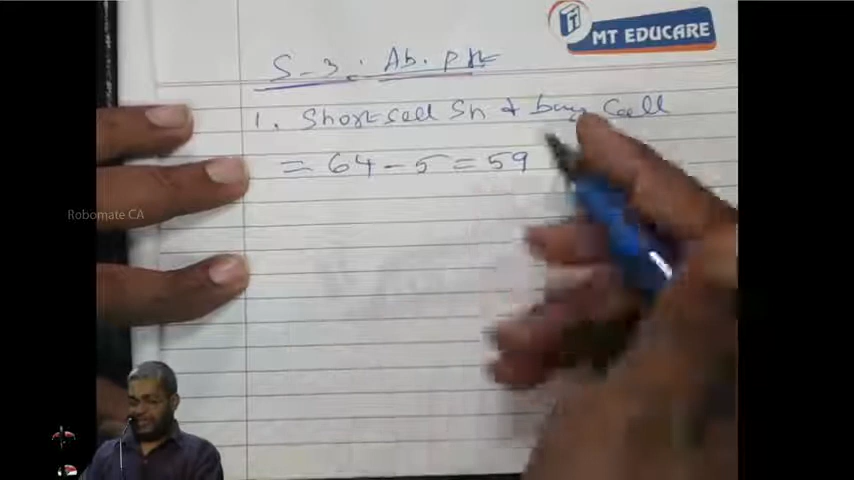 MT EDUCARE
S-3: Ab. pft
1. Short sell Sh & buy Call
= 64 - 5 = 59
Robomate CA